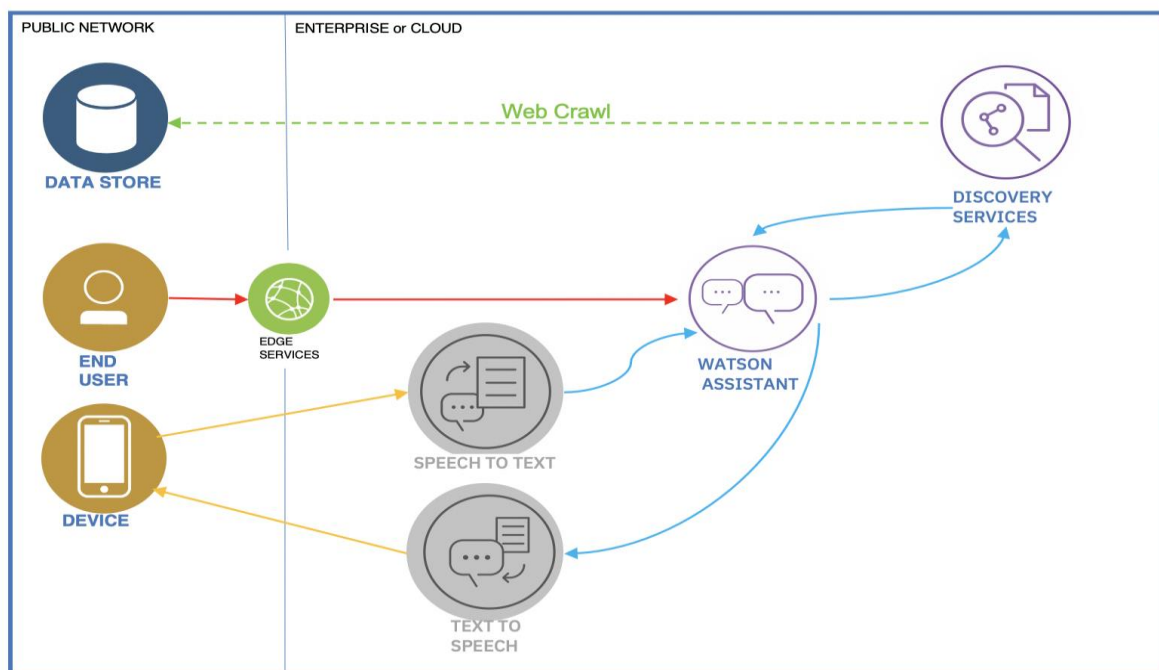 PUBLIC NETWORK
ENTERPRISE or CLOUD
Web Crawl
DATA STORE
DISCOVERY
SERVICES
EDGE
SERVICES
END
USER
WATSON
ASSISTANT
SPEECH TO TEXT
DEVICE
TEXT TO
SPEECH